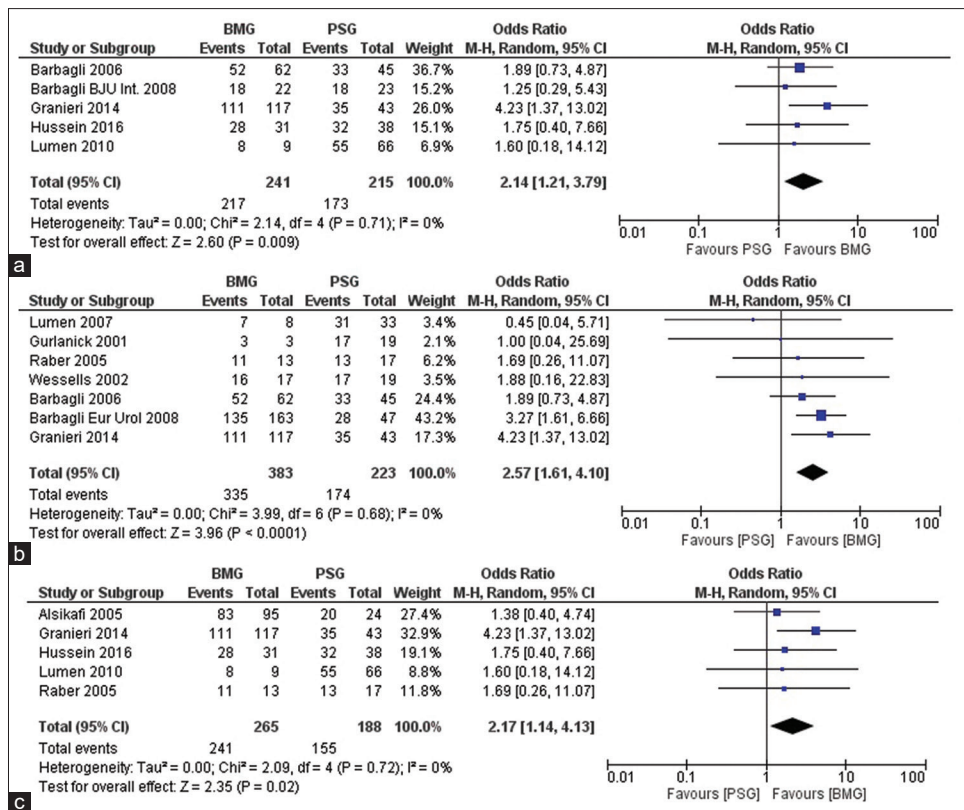 BMG PSG Odds Ratio Odds Ratio
Study or Subgroup Events Total Events Total Weight M-H, Random, 95% CI M-H, Random, 95% CI
Barbagli 2006 52 62 33 45 36.7% 1.89 [0.73, 4.87]
Barbagli BJU Int. 2008 18 22 18 23 15.2% 1.25 [0.29, 5.43]
Granieri 2014 111 117 35 43 26.0% 4.23 [1.37, 13.02]
Hussein 2016 28 31 32 38 15.1% 1.75 [0.40, 7.66]
Lumen 2010 8 9 55 66 6.9% 1.60 [0.18, 14.12]
Total (95% CI) 241 215 100.0% 2.14 [1.21, 3.79]
Total events 217 173
Heterogeneity: Tau² = 0.00; Chi² = 2.14, df = 4 (P = 0.71); I² = 0%
Test for overall effect: Z = 2.60 (P = 0.009)
0.01 0.1 1 10 100
Favours PSG Favours BMG
a
BMG PSG Odds Ratio Odds Ratio
Study or Subgroup Events Total Events Total Weight M-H, Random, 95% CI M-H, Random, 95% CI
Lumen 2007 7 8 31 33 3.4% 0.45 [0.04, 5.71]
Gurlanick 2001 3 3 17 19 2.1% 1.00 [0.04, 25.69]
Raber 2005 11 13 13 17 6.2% 1.69 [0.26, 11.07]
Wessells 2002 16 17 17 19 3.5% 1.88 [0.16, 22.83]
Barbagli 2006 52 62 33 45 24.4% 1.89 [0.73, 4.87]
Barbagli Eur Urol 2008 135 163 28 47 43.2% 3.27 [1.61, 6.66]
Granieri 2014 111 117 35 43 17.3% 4.23 [1.37, 13.02]
Total (95% CI) 383 223 100.0% 2.57 [1.61, 4.10]
Total events 335 174
Heterogeneity: Tau² = 0.00; Chi² = 3.99, df = 6 (P = 0.68); I² = 0%
Test for overall effect: Z = 3.96 (P < 0.0001)
0.01 0.1 1 10 100
Favours [PSG] Favours [BMG]
b
BMG PSG Odds Ratio Odds Ratio
Study or Subgroup Events Total Events Total Weight M-H, Random, 95% CI M-H, Random, 95% CI
Alsikafi 2005 83 95 20 24 27.4% 1.38 [0.40, 4.74]
Granieri 2014 111 117 35 43 32.9% 4.23 [1.37, 13.02]
Hussein 2016 28 31 32 38 19.1% 1.75 [0.40, 7.66]
Lumen 2010 8 9 55 66 8.8% 1.60 [0.18, 14.12]
Raber 2005 11 13 13 17 11.8% 1.69 [0.26, 11.07]
Total (95% CI) 265 188 100.0% 2.17 [1.14, 4.13]
Total events 241 155
Heterogeneity: Tau² = 0.00; Chi² = 2.09, df = 4 (P = 0.72); I² = 0%
Test for overall effect: Z = 2.35 (P = 0.02)
0.01 0.1 1 10 100
Favours [PSG] Favours [BMG]
c